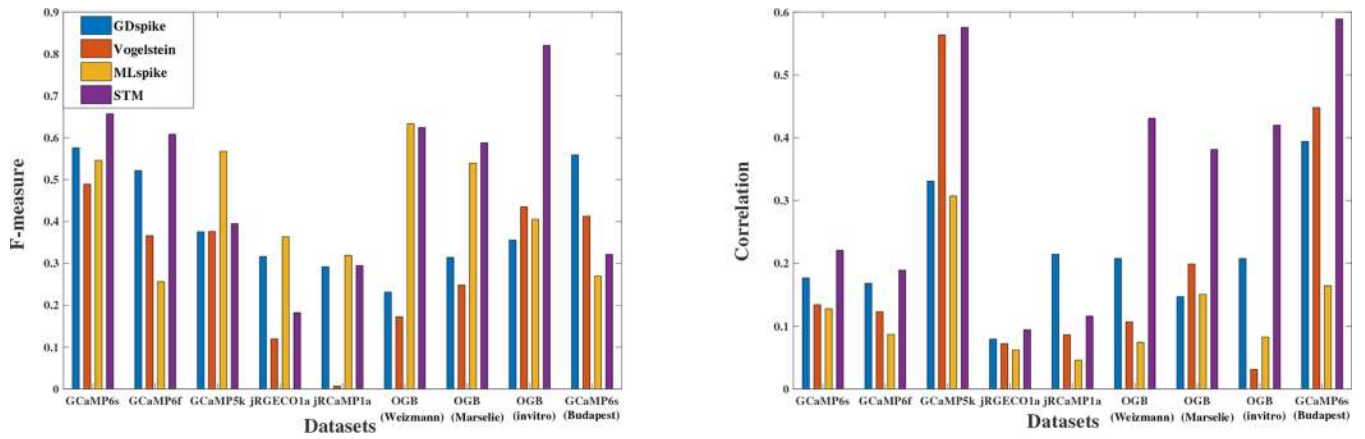 GDspike
Vogelstein
MLspike
STM
F-measure
0.9
0.8
0.7
0.6
0.5
0.4
0.3
0.2
0.1
0
GCaMP6s GCaMP6f GCaMP5k jRGECO1a jRCaMP1a OGB (Weizmann) OGB (Marselie) OGB (invitro) GCaMP6s (Budapest)
Datasets
Correlation
0.6
0.5
0.4
0.3
0.2
0.1
0
GCaMP6s GCaMP6f GCaMP5k jRGECO1a jRCaMP1a OGB (Weizmann) OGB (Marselie) OGB (invitro) GCaMP6s (Budapest)
Datasets